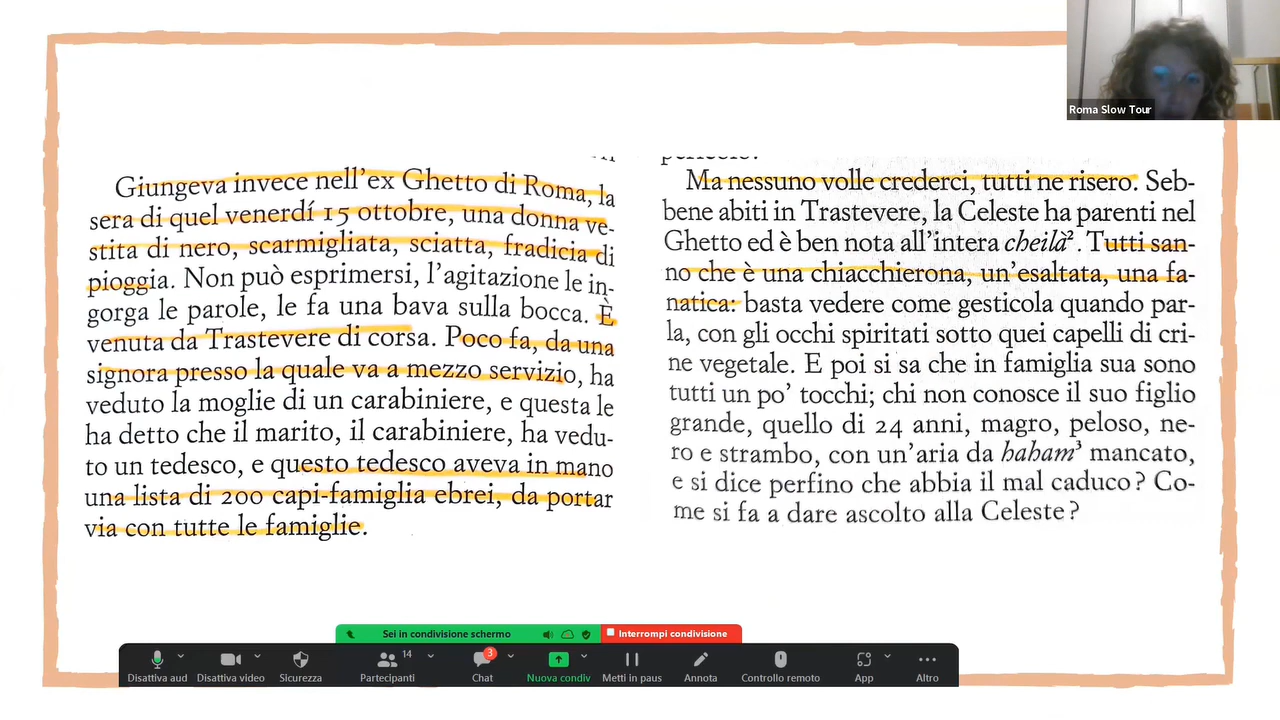 Roma Slow Tour
Giungeva invece nell'ex Ghetto di Roma, la
sera di quel venerdí 15 ottobre, una donna ve-
stita di nero, scarmigliata, sciatta, fradicia di
pioggia. Non può esprimersi, l'agitazione le in-
gorga le parole, le fa una bava sulla bocca. È
venuta da Trastevere di corsa. Poco fa, da una
signora presso la quale va a mezzo servizio, ha
veduto la moglie di un carabiniere, e questa le
ha detto che il marito, il carabiniere, ha vedu-
to un tedesco, e questo tedesco aveva in mano
una lista di 200 capi-famiglia ebrei, da portar
via con tutte le famiglie.
Ma nessuno volle crederci, tutti ne risero. Seb-
bene abiti in Trastevere, la Celeste ha parenti nel
Ghetto ed è ben nota all'intera cheilà². Tutti san-
no che è una chiacchierona, un'esaltata, una fa-
natica: basta vedere come gesticola quando par-
la, con gli occhi spiritati sotto quei capelli di cri-
ne vegetale. E poi si sa che in famiglia sua sono
tutti un po' tocchi; chi non conosce il suo figlio
grande, quello di 24 anni, magro, peloso, ne-
ro e strambo, con un'aria da haham³ mancato,
e si dice perfino che abbia il mal caduco? Co-
me si fa a dare ascolto alla Celeste?
Sei in condivisione schermo
Interrompi condivisione
14
3
Disattiva aud
Disattiva video
Sicurezza
Partecipanti
Chat
Nuova condiv
Metti in paus
Annota
Controllo remoto
App
Altro